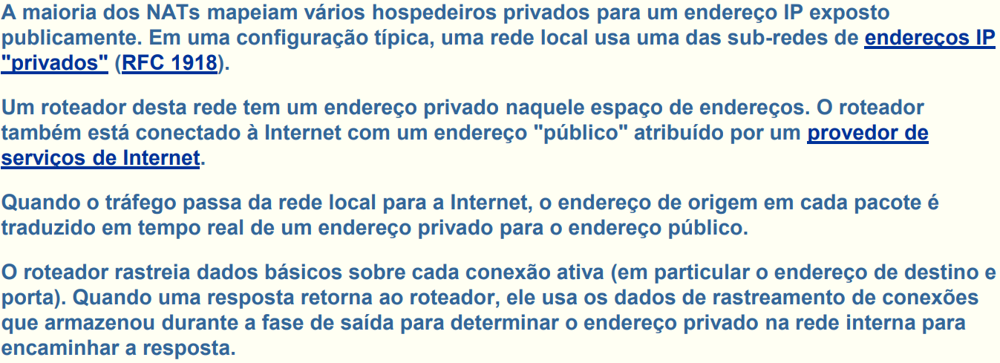 A maioria dos NATs mapeiam vários hospedeiros privados para um endereço IP exposto
publicamente. Em uma configuração típica, uma rede local usa uma das sub-redes de endereços IP
"privados" (RFC 1918).
Um roteador desta rede tem um endereço privado naquele espaço de endereços. O roteador
também está conectado à Internet com um endereço "público" atribuído por um provedor de
serviços de Internet.
Quando o tráfego passa da rede local para a Internet, o endereço de origem em cada pacote é
traduzido em tempo real de um endereço privado para o endereço público.
O roteador rastreia dados básicos sobre cada conexão ativa (em particular o endereço de destino e
porta). Quando uma resposta retorna ao roteador, ele usa os dados de rastreamento de conexões
que armazenou durante a fase de saída para determinar o endereço privado na rede interna para
encaminhar a resposta.